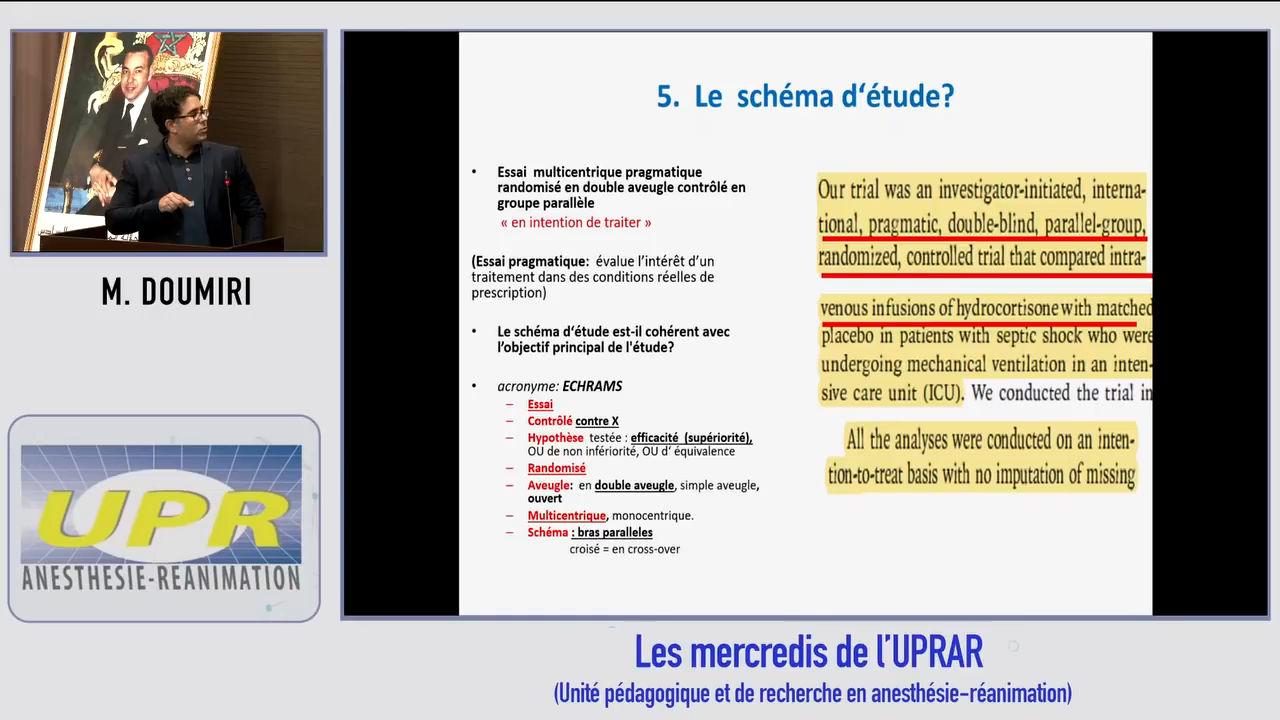 M. DOUMIRI
UPR
ANESTHÉSIE-RÉANIMATION
5. Le schéma d‘étude?
• Essai multicentrique pragmatique
randomisé en double aveugle contrôlé en
groupe parallèle
« en intention de traiter »
(Essai pragmatique: évalue l’intérêt d’un
traitement dans des conditions réelles de
prescription)
• Le schéma d‘étude est-il cohérent avec
l’objectif principal de l'étude?
• acronyme: ECHRAMS
– Essai
– Contrôlé contre X
– Hypothèse testée : efficacité (supériorité),
OU de non infériorité, OU d’ équivalence
– Randomisé
– Aveugle: en double aveugle, simple aveugle,
ouvert
– Multicentrique, monocentrique.
– Schéma : bras paralleles
croisé = en cross-over
Our trial was an investigator-initiated, interna-
tional, pragmatic, double-blind, parallel-group,
randomized, controlled trial that compared intra-
venous infusions of hydrocortisone with matched
placebo in patients with septic shock who were
undergoing mechanical ventilation in an inten-
sive care unit (ICU). We conducted the trial in
All the analyses were conducted on an inten-
tion-to-treat basis with no imputation of missing
Les mercredis de l’UPRAR
(Unité pédagogique et de recherche en anesthésie-réanimation)